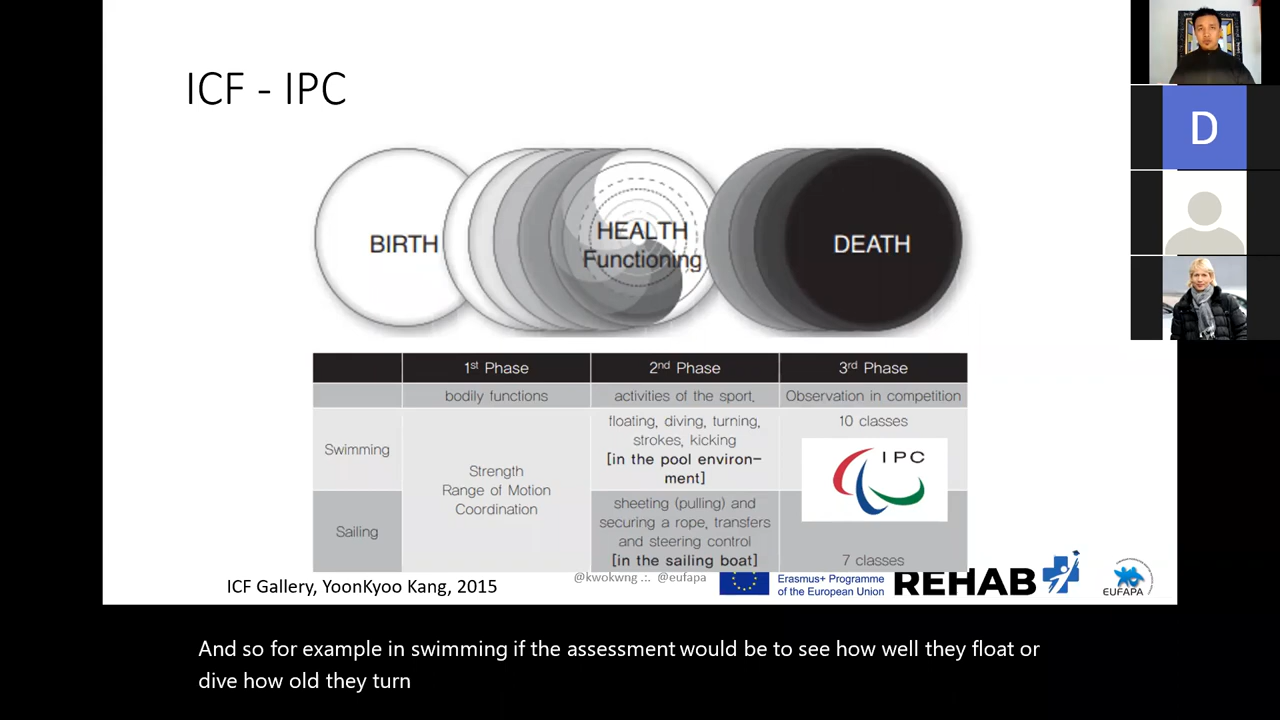 ICF - IPC
D
BIRTH
HEALTH
Functioning
DEATH
1st Phase
2nd Phase
3rd Phase
bodily functions
activities of the sport,
Observation in competition
Swimming
Strength
Range of Motion
Coordination
floating, diving, turning,
strokes, kicking
[in the pool environ-
ment]
10 classes
IPC
Sailing
sheeting (pulling) and
securing a rope, transfers
and steering control
[in the sailing boat]
7 classes
ICF Gallery, YoonKyoo Kang, 2015
@kwokwng .:. @eufapa
Erasmus+ Programme
of the European Union
REHAB
EUFAPA
And so for example in swimming if the assessment would be to see how well they float or
dive how old they turn